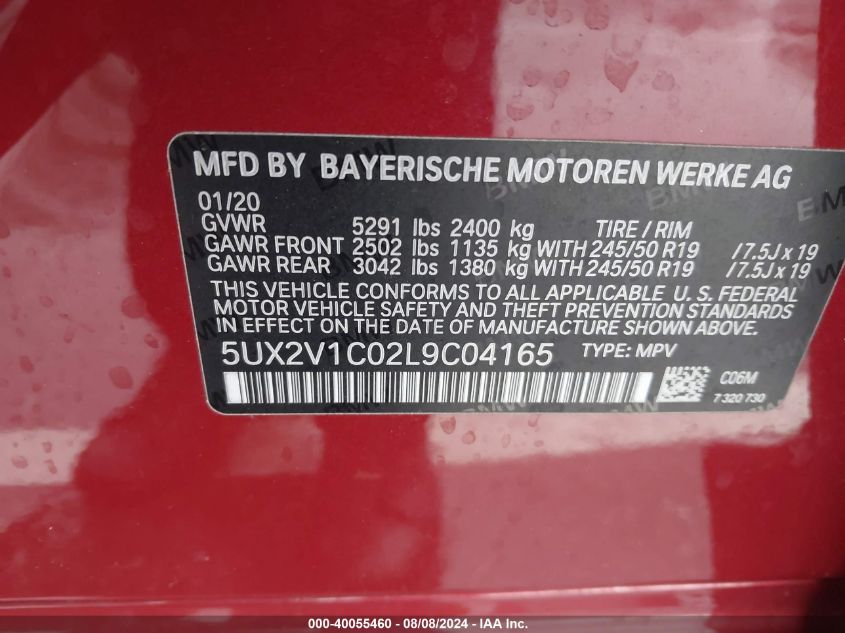 MFD BY BAYERISCHE MOTOREN WERKE AG
01/20
GVWR 5291 lbs 2400 kg TIRE / RIM
GAWR FRONT 2502 lbs 1135 kg WITH 245/50 R19 / 7.5J x 19
GAWR REAR 3042 lbs 1380 kg WITH 245/50 R19 / 7.5J x 19
THIS VEHICLE CONFORMS TO ALL APPLICABLE U. S. FEDERAL
MOTOR VEHICLE SAFETY AND THEFT PREVENTION STANDARDS
IN EFFECT ON THE DATE OF MANUFACTURE SHOWN ABOVE.
5UX2V1C02L9C04165 TYPE: MPV
C06M
7 320 730
000-40055460 - 08/08/2024 - IAA Inc.